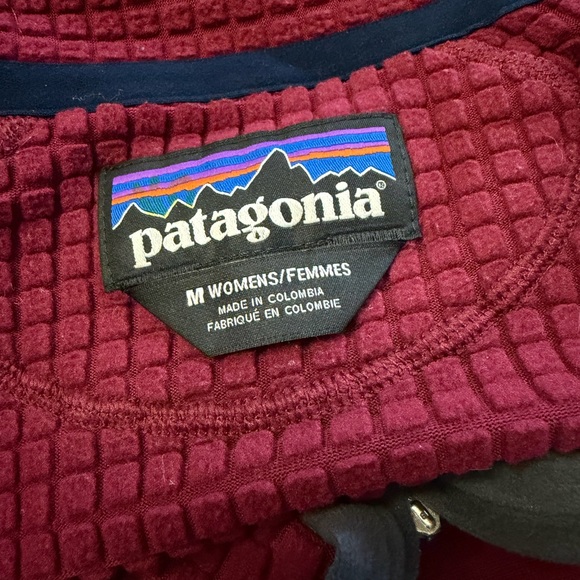 patagonia®
M WOMENS/FEMMES
MADE IN COLOMBIA
FABRIQUÉ EN COLOMBIE